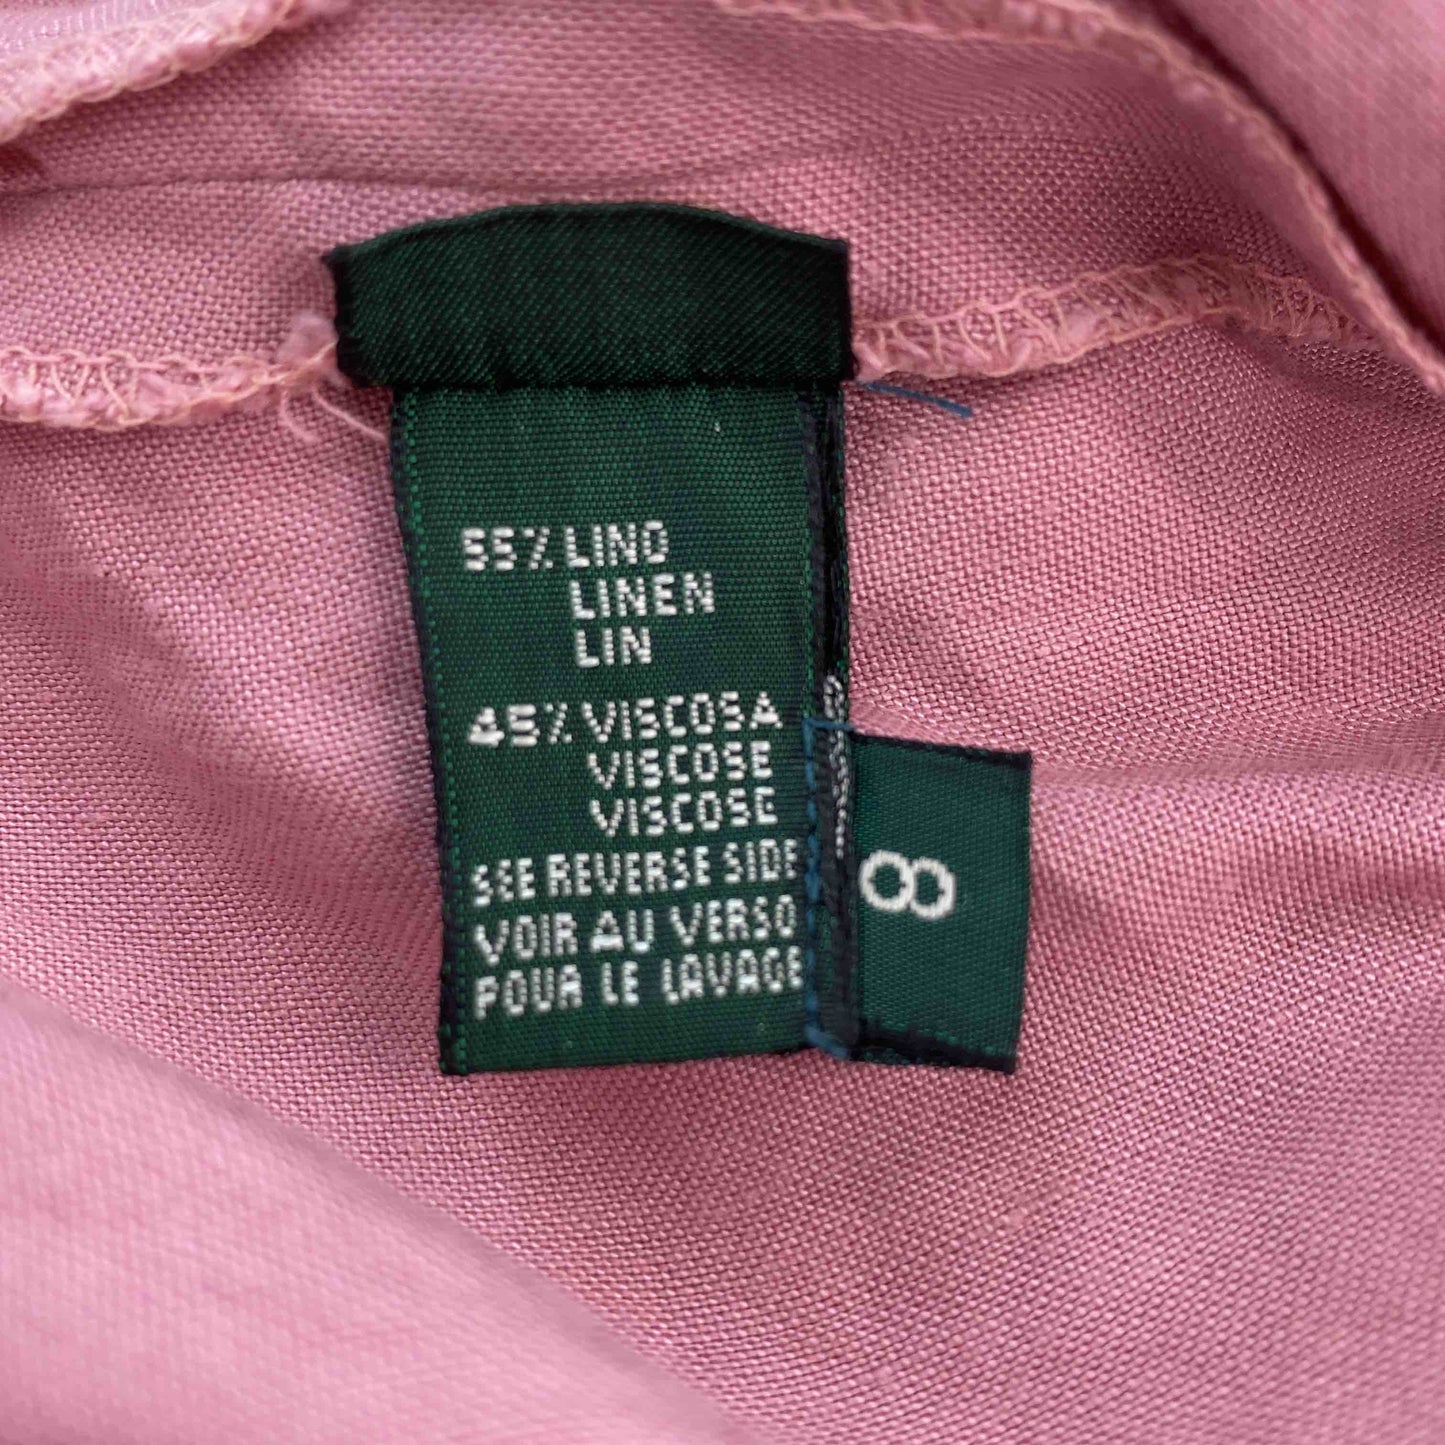 55% LINO
LINEN
LIN
45% VISCOSA
VISCOSE
VISCOSE
SEE REVERSE SIDE
VOIR AU VERSO
POUR LE LAVAGE
8